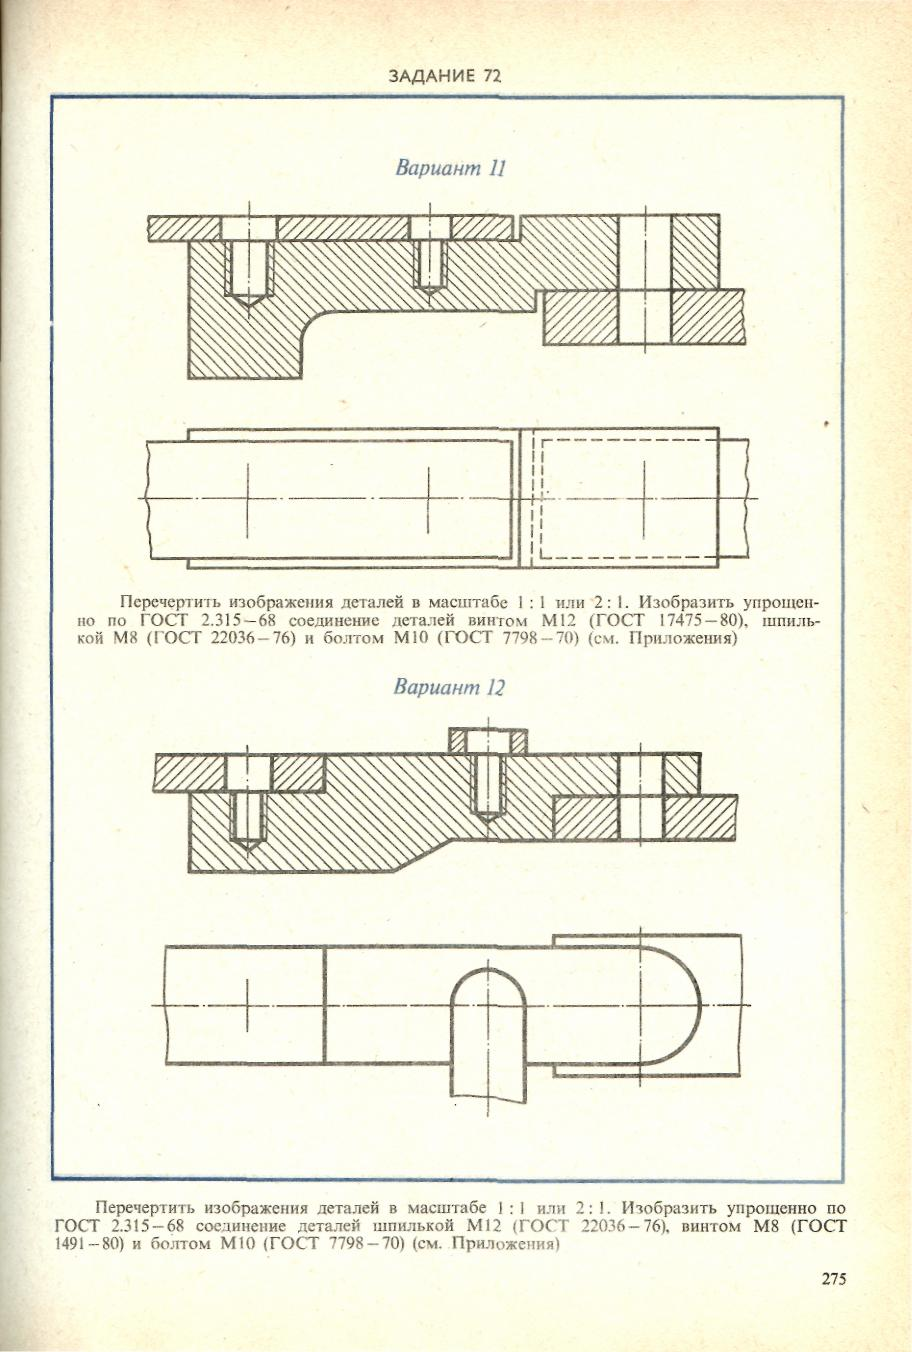 ЗАДАНИЕ 72
Вариант 11
Перечертить изображения деталей в масштабе 1 : 1 или 2 : 1. Изобразить упрощен-
но по ГОСТ 2.315—68 соединение деталей винтом М12 (ГОСТ 17475—80), шпиль-
кой М8 (ГОСТ 22036—76) и болтом М10 (ГОСТ 7798—70) (см. Приложения)
Вариант 12
Перечертить изображения деталей в масштабе 1 : 1 или 2 : 1. Изобразить упрощенно по
ГОСТ 2.315—68 соединение деталей шпилькой М12 (ГОСТ 22036—76), винтом М8 (ГОСТ
1491—80) и болтом М10 (ГОСТ 7798—70) (см. Приложения)
275